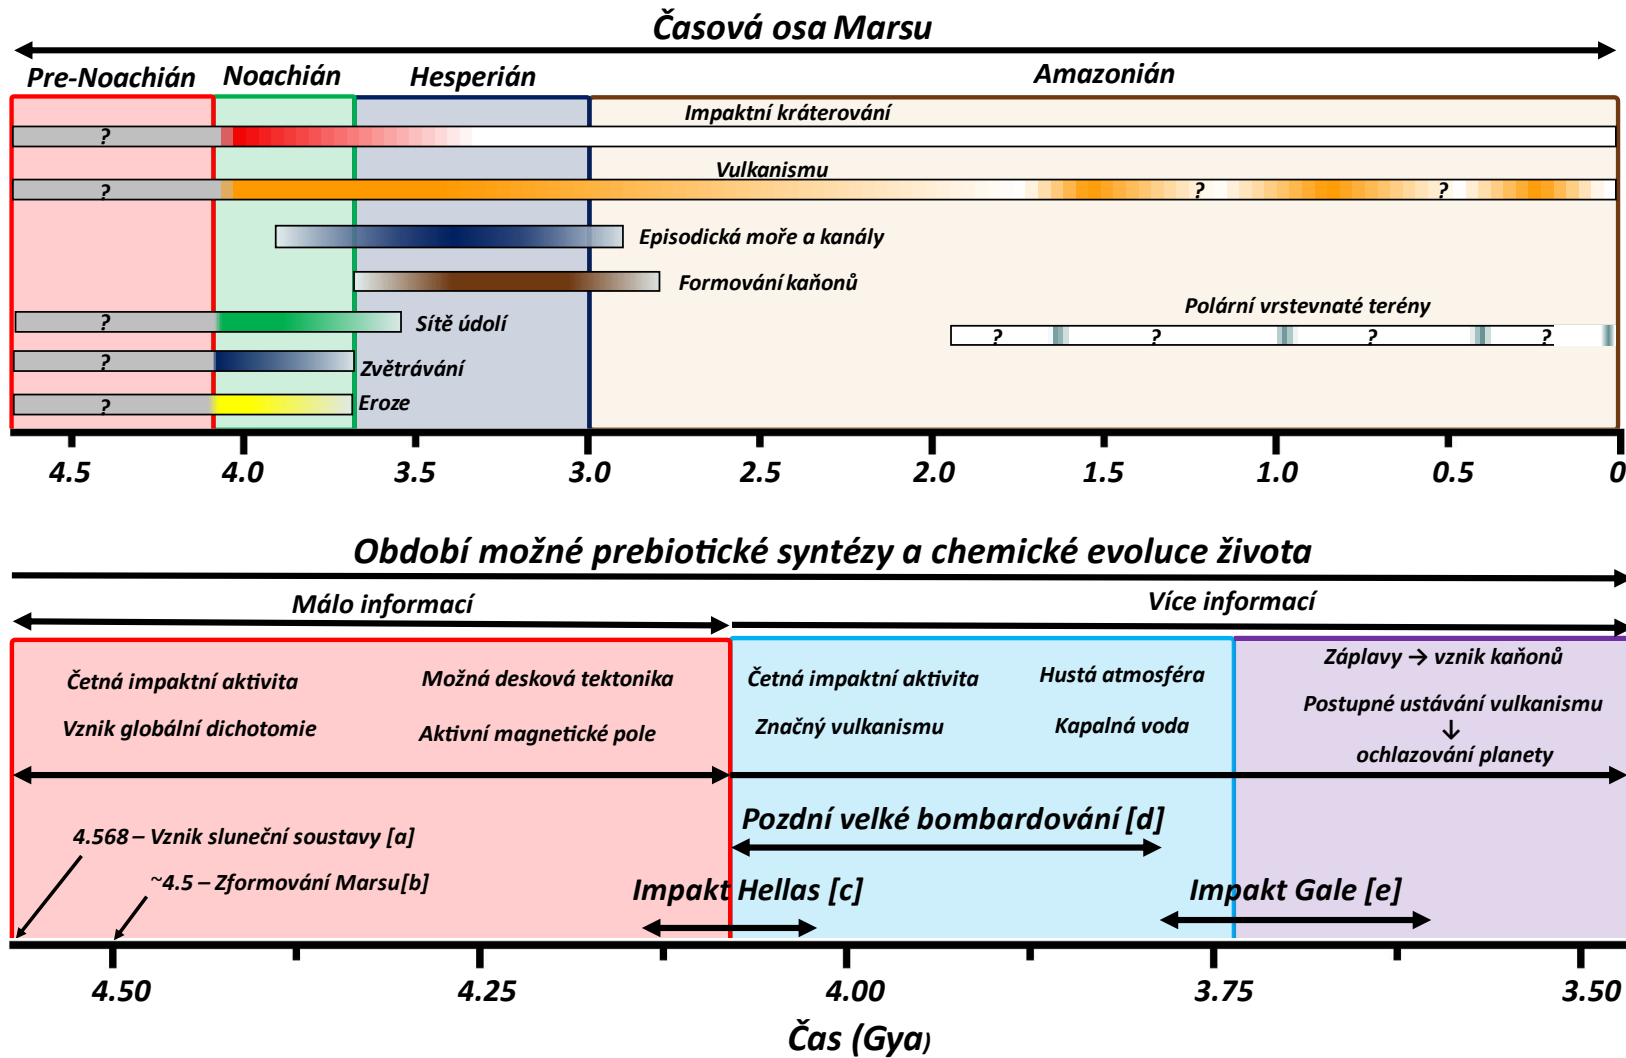 Časová osa Marsu
Pre-Noachián Noachián Hesperián Amazonián
Impaktní kráterování
?
Vulkanismu
? ? ?
Episodická moře a kanály
Formování kaňonů
Polární vrstevnaté terény
? Sítě údolí
? ? ? ?
? Zvětrávání
? Eroze
4.5 4.0 3.5 3.0 2.5 2.0 1.5 1.0 0.5 0
Období možné prebiotické syntézy a chemické evoluce života
Málo informací Více informací
Četná impaktní aktivita Možná desková tektonika Četná impaktní aktivita Hustá atmosféra Záplavy → vznik kaňonů
Vznik globální dichotomie Aktivní magnetické pole Značný vulkanismu Kapalná voda Postupné ustávání vulkanismu
↓
ochlazování planety
Pozdní velké bombardování [d]
4.568 – Vznik sluneční soustavy [a]
~4.5 – Zformování Marsu[b]
Impakt Hellas [c] Impakt Gale [e]
4.50 4.25 4.00 3.75 3.50
Čas (Gya)